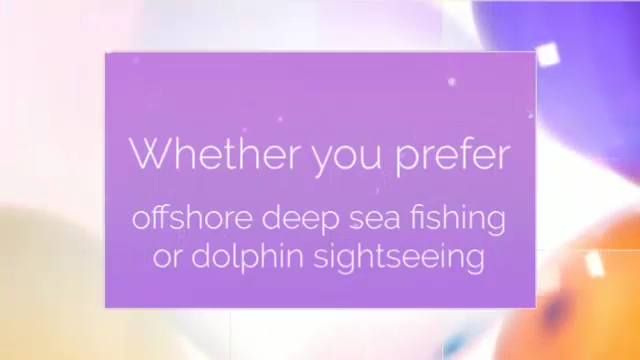 Whether you prefer
offshore deep sea fishing
or dolphin sightseeing